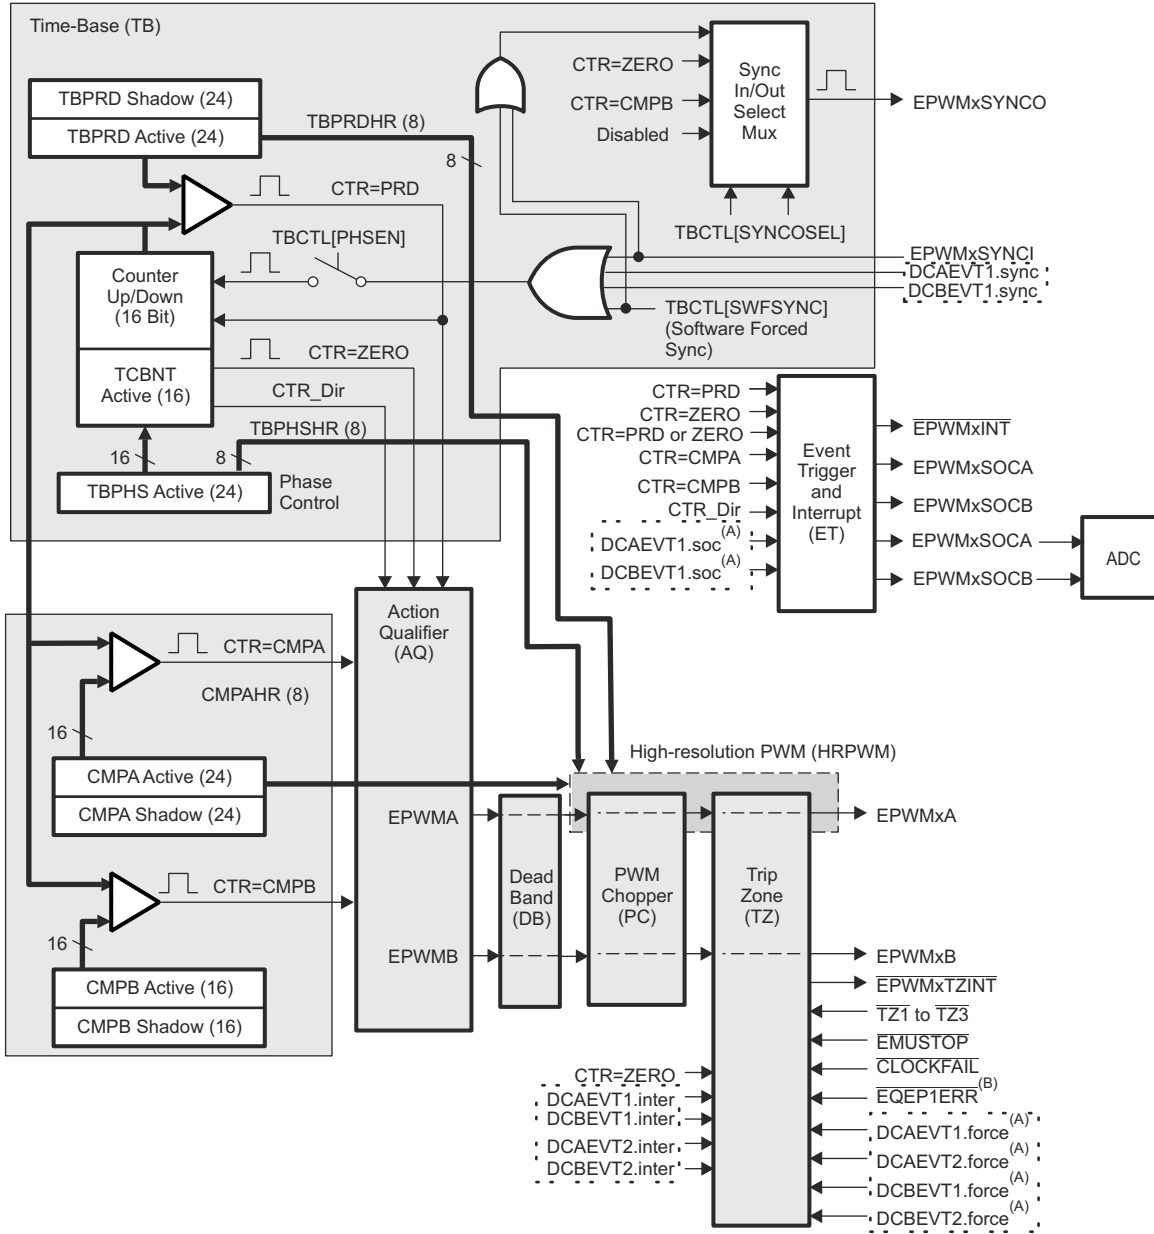 Time-Base (TB)
TBPRD Shadow (24)
TBPRD Active (24)
TBPRDHR (8)
8
CTR=PRD
CTR=ZERO
CTR=CMPB
Disabled
Sync
In/Out
Select
Mux
EPWMxSYNCO
TBCTL[SYNCOSEL]
TBCTL[PHSEN]
EPWMxSYNCI
DCAEVT1.sync
DCBEVT1.sync
TBCTL[SWFSYNC]
(Software Forced
Sync)
Counter
Up/Down
(16 Bit)
TCBNT
Active (16)
CTR=ZERO
CTR_Dir
TBPHSHR (8)
16
8
TBPHS Active (24)
Phase
Control
CTR=PRD
CTR=ZERO
CTR=PRD or ZERO
CTR=CMPA
CTR=CMPB
CTR_Dir
DCAEVT1.soc(A)
DCBEVT1.soc(A)
Event
Trigger
and
Interrupt
(ET)
EPWMxINT
EPWMxSOCA
EPWMxSOCB
EPWMxSOCA
EPWMxSOCB
ADC
Action
Qualifier
(AQ)
CTR=CMPA
CMPAHR (8)
16
CMPA Active (24)
CMPA Shadow (24)
CTR=CMPB
16
CMPB Active (16)
CMPB Shadow (16)
EPWMA
EPWMB
High-resolution PWM (HRPWM)
Dead
Band
(DB)
PWM
Chopper
(PC)
Trip
Zone
(TZ)
EPWMxA
EPWMxB
EPWMxTZINT
TZ1 to TZ3
EMUSTOP
CLOCKFAIL
EQEP1ERR(B)
DCAEVT1.force(A)
DCAEVT2.force(A)
DCBEVT1.force(A)
DCBEVT2.force(A)
CTR=ZERO
DCAEVT1.inter
DCBEVT1.inter
DCAEVT2.inter
DCBEVT2.inter